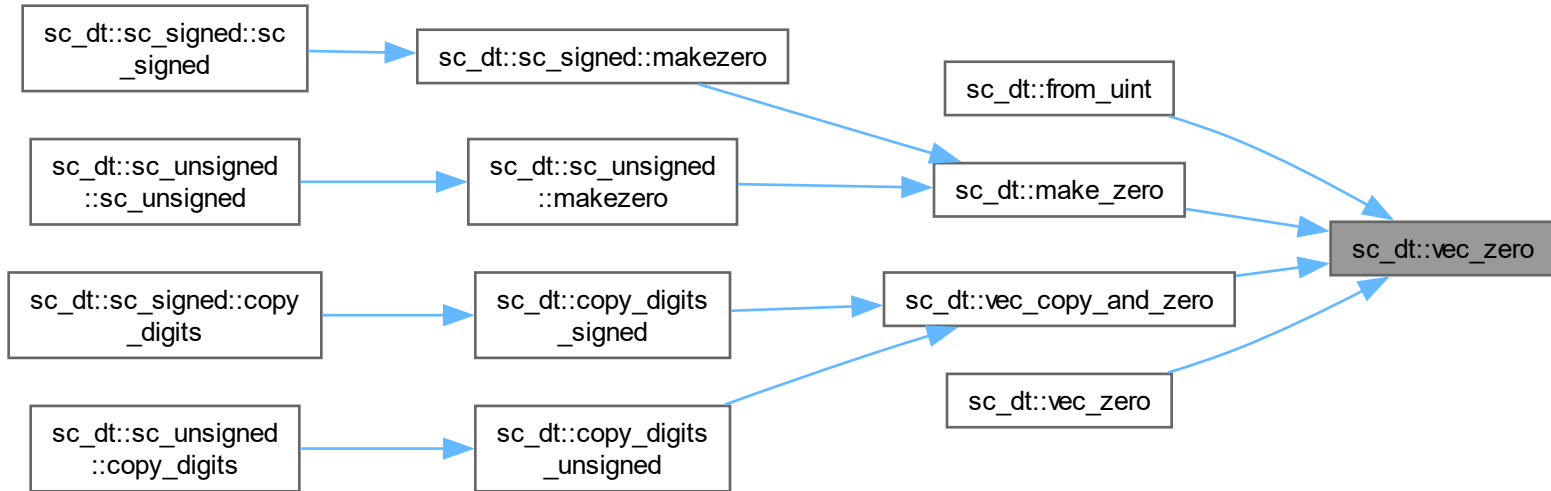 sc_dt::sc_signed::sc
_signed
sc_dt::sc_signed::makezero
sc_dt::from_uint
sc_dt::sc_unsigned
::sc_unsigned
sc_dt::sc_unsigned
::makezero
sc_dt::make_zero
sc_dt::vec_zero
sc_dt::sc_signed::copy
_digits
sc_dt::copy_digits
_signed
sc_dt::vec_copy_and_zero
sc_dt::vec_zero
sc_dt::sc_unsigned
::copy_digits
sc_dt::copy_digits
_unsigned